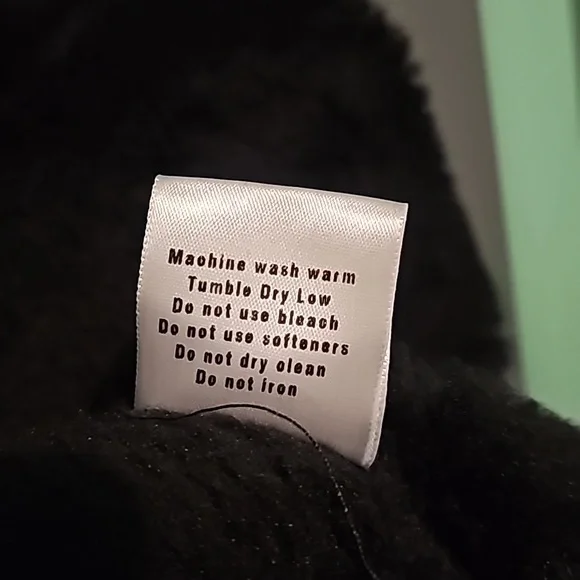 Machine wash warm
Tumble Dry Low
Do not use bleach
Do not use softeners
Do not dry clean
Do not iron